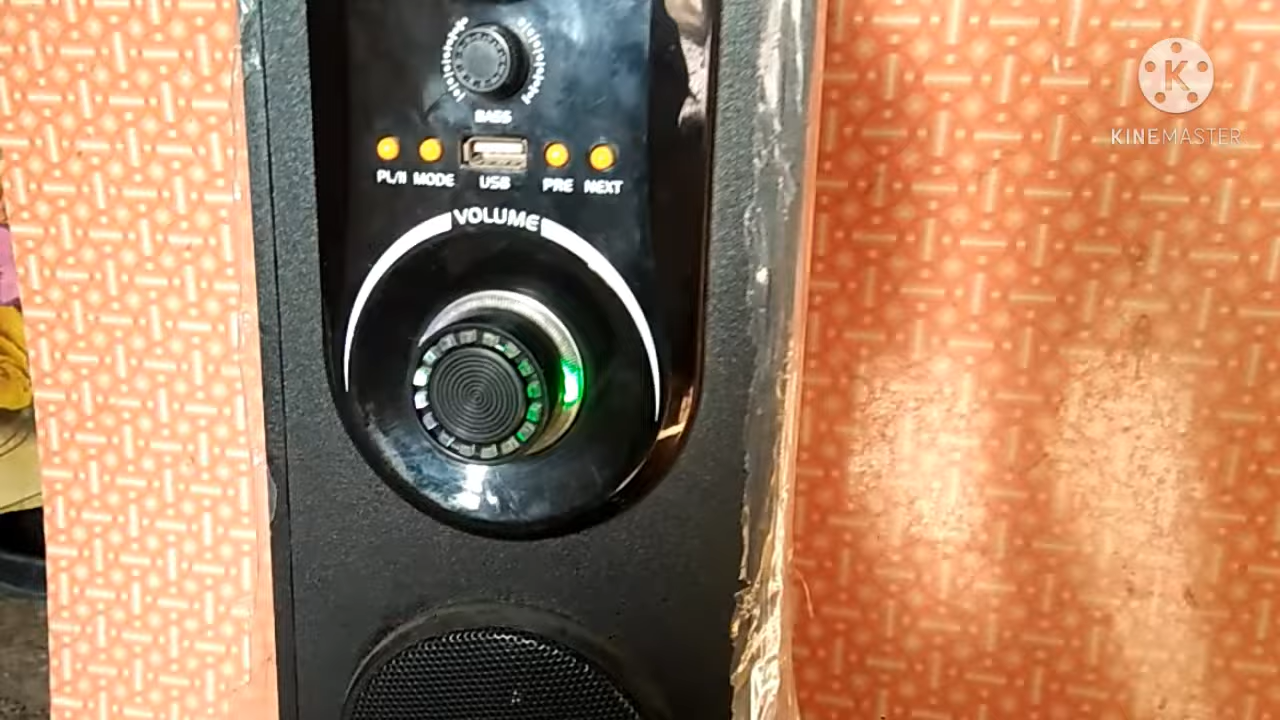 BASS
PL/II MODE USB PRE NEXT
VOLUME
K
KINEMASTER